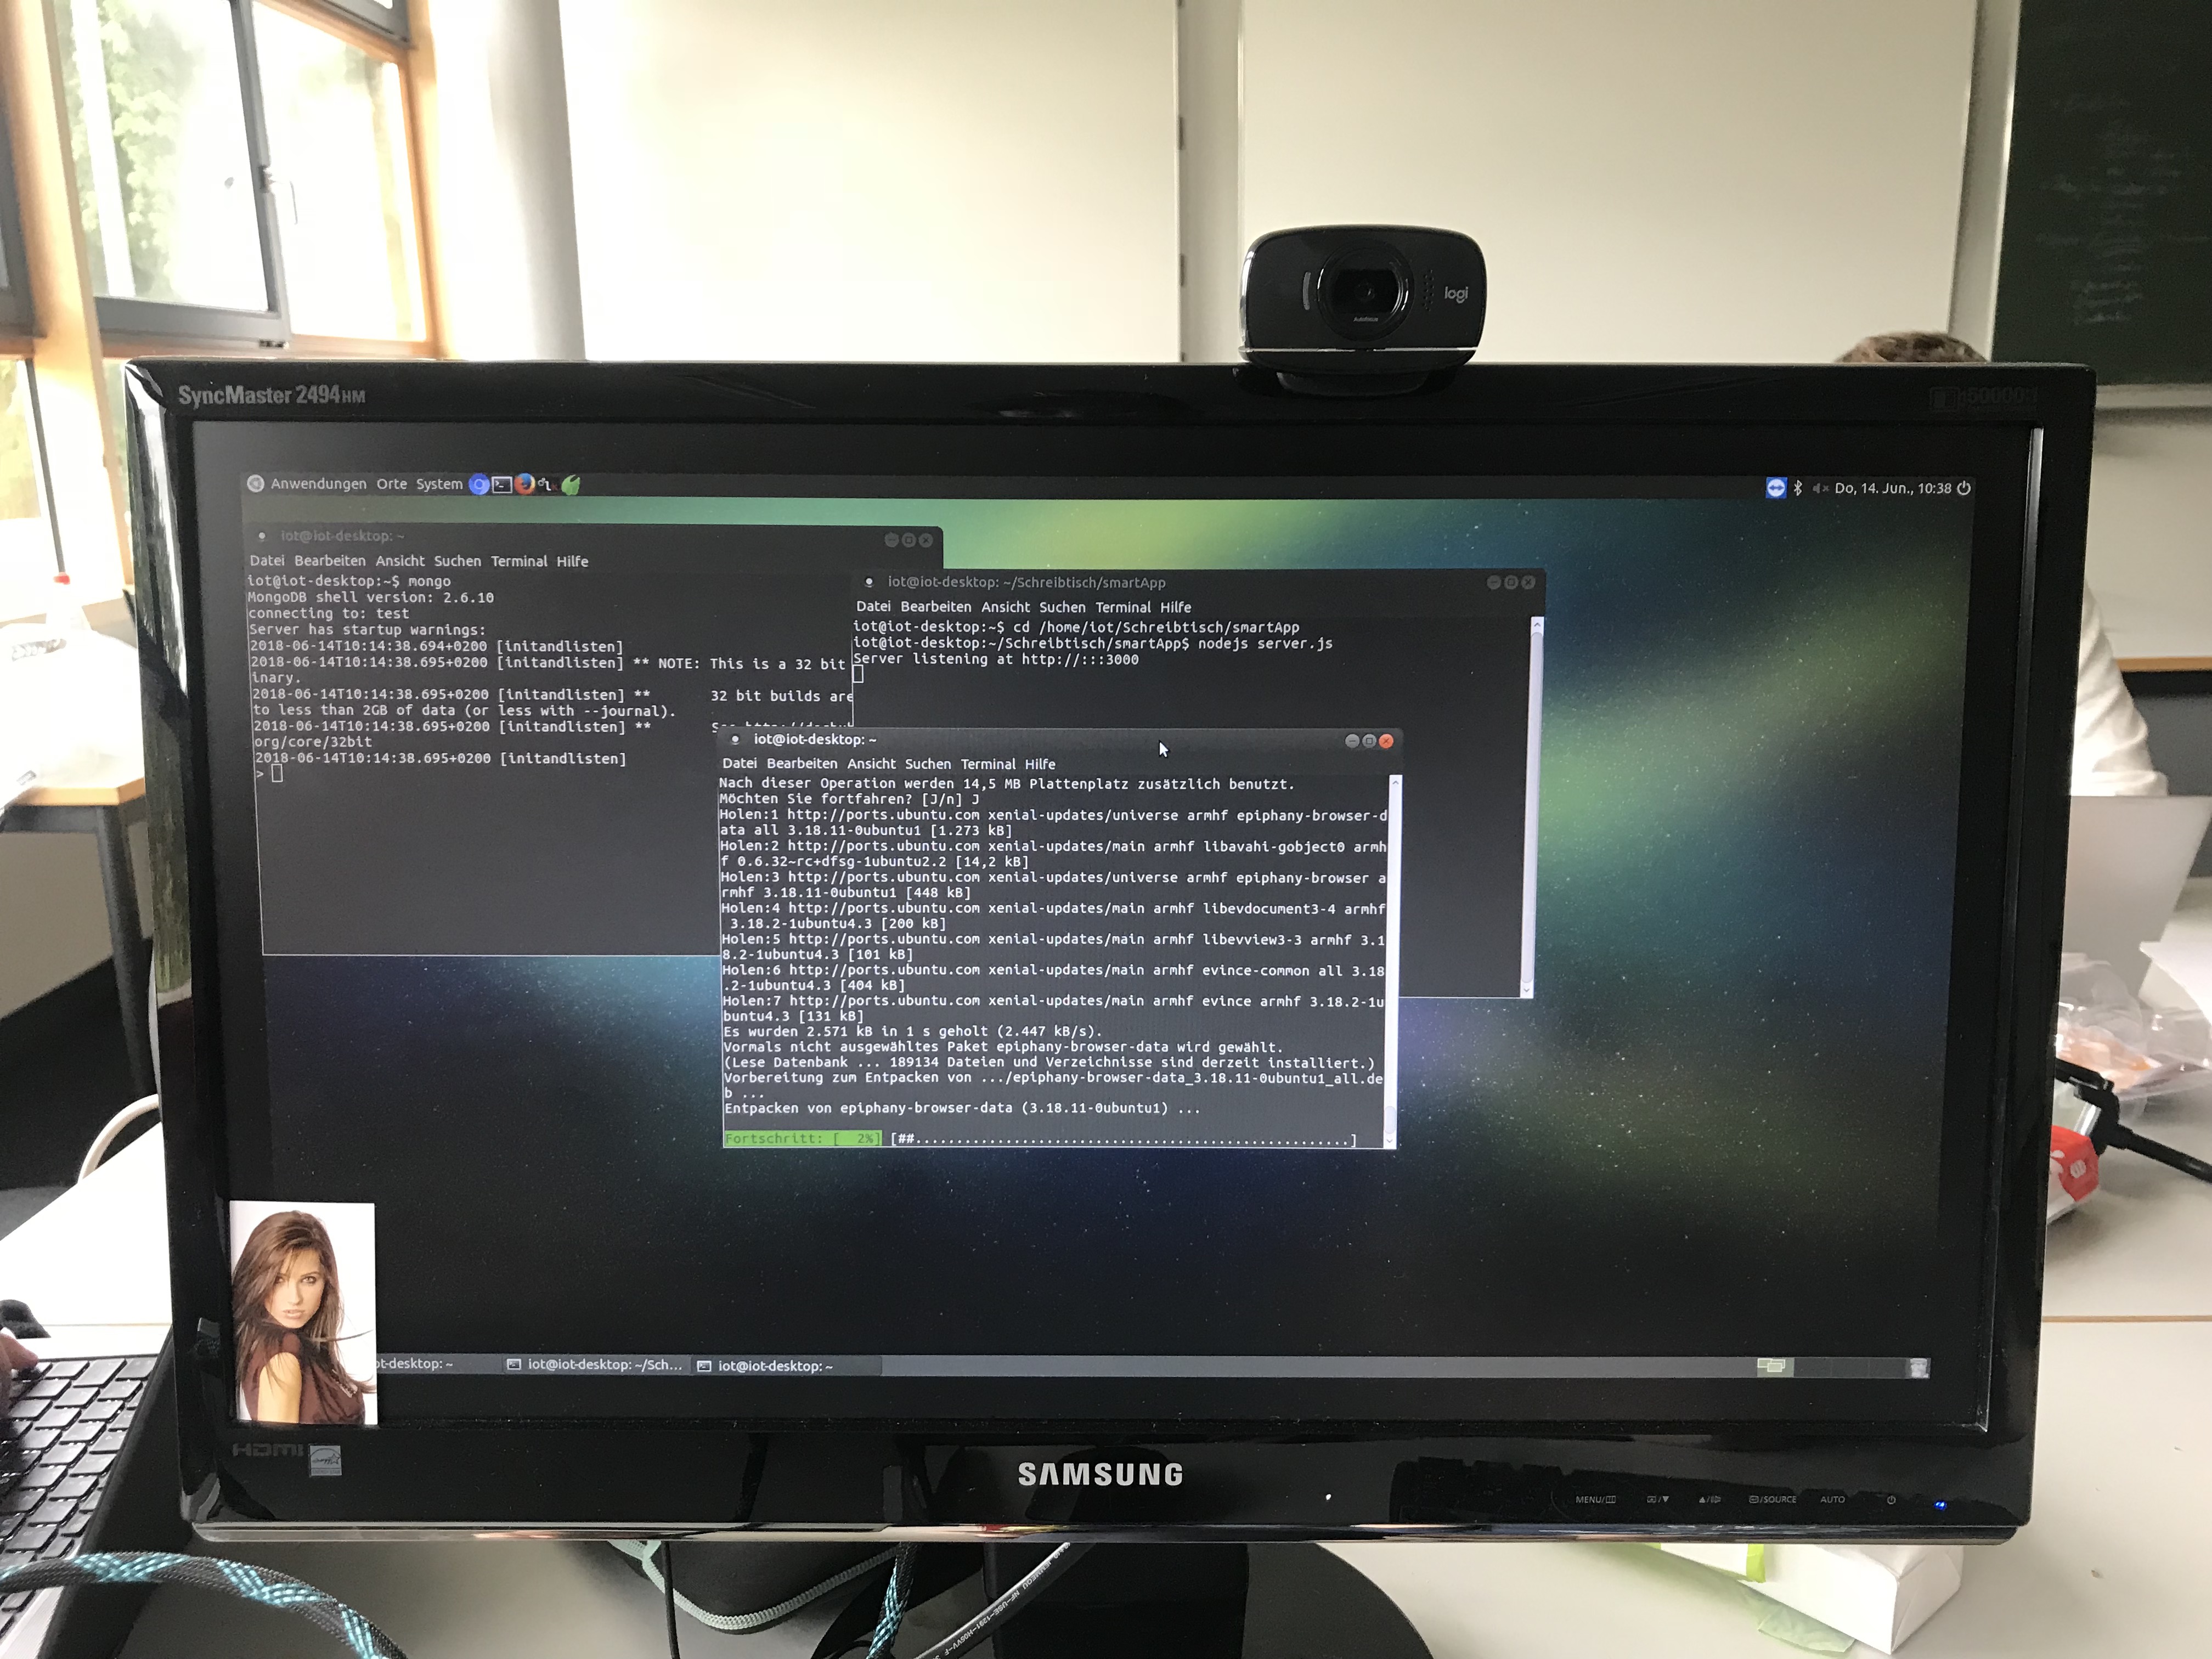 logi
SyncMaster 2494HM
50000:1
Anwendungen Orte System
Do, 14. Jun., 10:38
iot@iot-desktop: ~
Datei Bearbeiten Ansicht Suchen Terminal Hilfe
iot@iot-desktop:~$ mongo
MongoDB shell version: 2.6.10
connecting to: test
Server has startup warnings:
2018-06-14T10:14:38.694+0200 [initandlisten]
2018-06-14T10:14:38.695+0200 [initandlisten] ** NOTE: This is a 32 bit
inary.
2018-06-14T10:14:38.695+0200 [initandlisten] **       32 bit builds are
to less than 2GB of data (or less with --journal).
2018-06-14T10:14:38.695+0200 [initandlisten] **
org/core/32bit
2018-06-14T10:14:38.695+0200 [initandlisten]
>
iot@iot-desktop: ~/Schreibtisch/smartApp
Datei Bearbeiten Ansicht Suchen Terminal Hilfe
iot@iot-desktop:~$ cd /home/iot/Schreibtisch/smartApp
iot@iot-desktop:~/Schreibtisch/smartApp$ nodejs server.js
Server listening at http://:::3000
iot@iot-desktop: ~
Datei Bearbeiten Ansicht Suchen Terminal Hilfe
Nach dieser Operation werden 14,5 MB Plattenplatz zusätzlich benutzt.
Möchten Sie fortfahren? [J/n] J
Holen:1 http://ports.ubuntu.com xenial-updates/universe armhf epiphany-browser-d
ata all 3.18.11-0ubuntu1 [1.273 kB]
Holen:2 http://ports.ubuntu.com xenial-updates/main armhf libavahi-gobject0 armh
f 0.6.32~rc+dfsg-1ubuntu2.2 [14,2 kB]
Holen:3 http://ports.ubuntu.com xenial-updates/universe armhf epiphany-browser a
rmhf 3.18.11-0ubuntu1 [448 kB]
Holen:4 http://ports.ubuntu.com xenial-updates/main armhf libevdocument3-4 armhf
 3.18.2-1ubuntu4.3 [200 kB]
Holen:5 http://ports.ubuntu.com xenial-updates/main armhf libevview3-3 armhf 3.1
8.2-1ubuntu4.3 [101 kB]
Holen:6 http://ports.ubuntu.com xenial-updates/main armhf evince-common all 3.18
.2-1ubuntu4.3 [404 kB]
Holen:7 http://ports.ubuntu.com xenial-updates/main armhf evince armhf 3.18.2-1u
buntu4.3 [131 kB]
Es wurden 2.571 kB in 1 s geholt (2.447 kB/s).
Vormals nicht ausgewähltes Paket epiphany-browser-data wird gewählt.
(Lese Datenbank ... 189134 Dateien und Verzeichnisse sind derzeit installiert.)
Vorbereitung zum Entpacken von .../epiphany-browser-data_3.18.11-0ubuntu1_all.de
b ...
Entpacken von epiphany-browser-data (3.18.11-0ubuntu1) ...
Fortschritt: [  2%] [##......................................................]
ot-desktop: ~
iot@iot-desktop: ~/Sch...
iot@iot-desktop: ~
HDMI
SAMSUNG
MENU/ /SOURCE AUTO